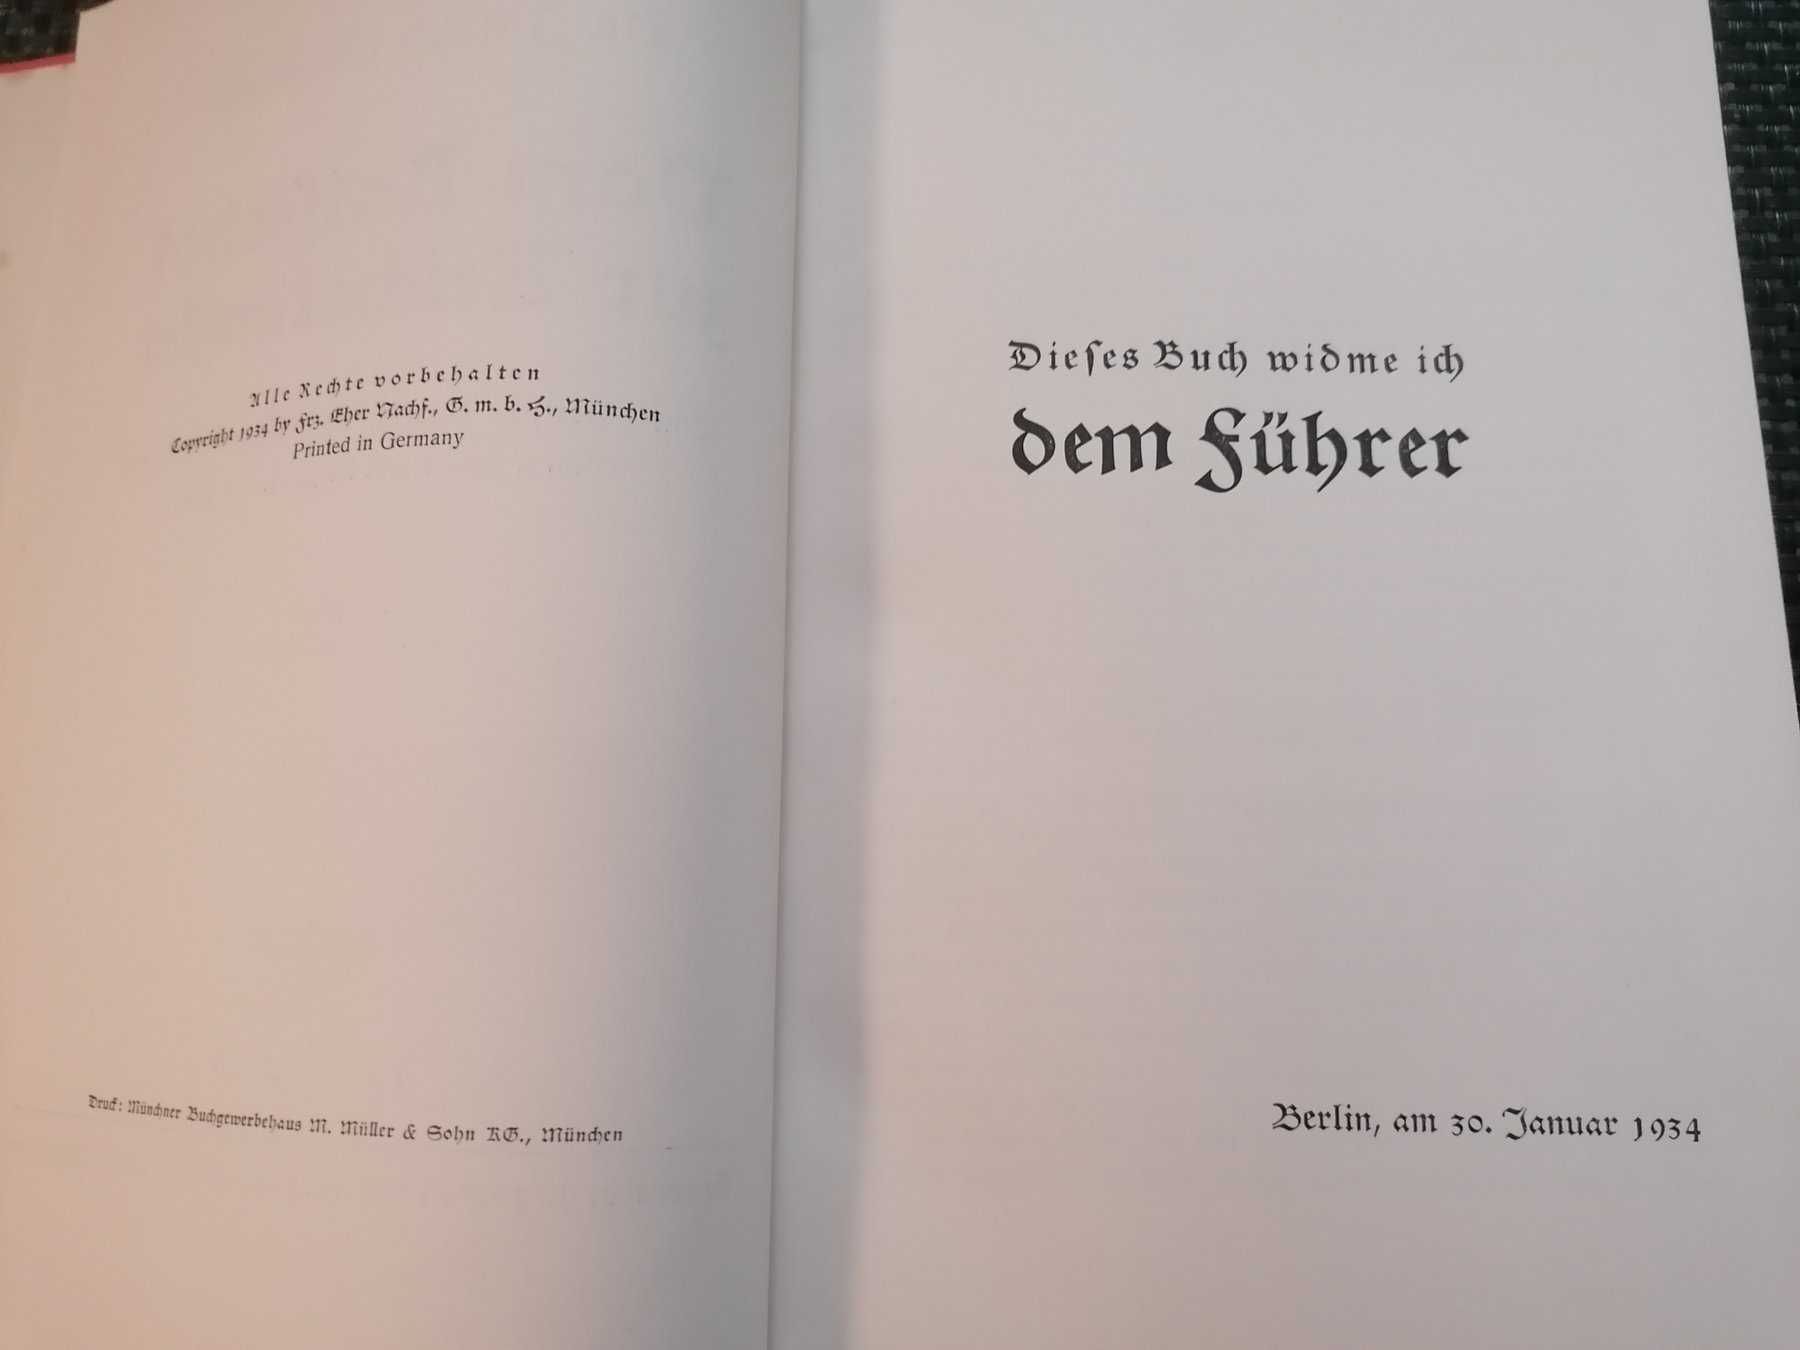 Alle Rechte vorbehalten
Copyright 1934 by Frz. Eher Nachf., G. m. b. H., München
Printed in Germany
Druck: Münchner Buchgewerbehaus M. Müller & Sohn KG., München
Dieſes Buch widme ich
dem Führer
Berlin, am 30. Januar 1934